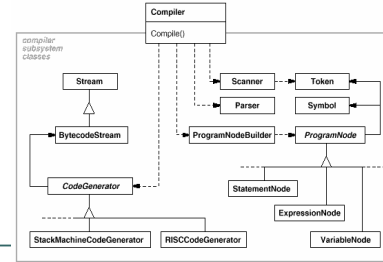 Compiler
Compile()
compiler
subsystem
classes
Stream
Scanner
Token
Parser
Symbol
BytecodeStream
ProgramNodeBuilder
ProgramNode
CodeGenerator
StatementNode
ExpressionNode
StackMachineCodeGenerator
RISCCodeGenerator
VariableNode